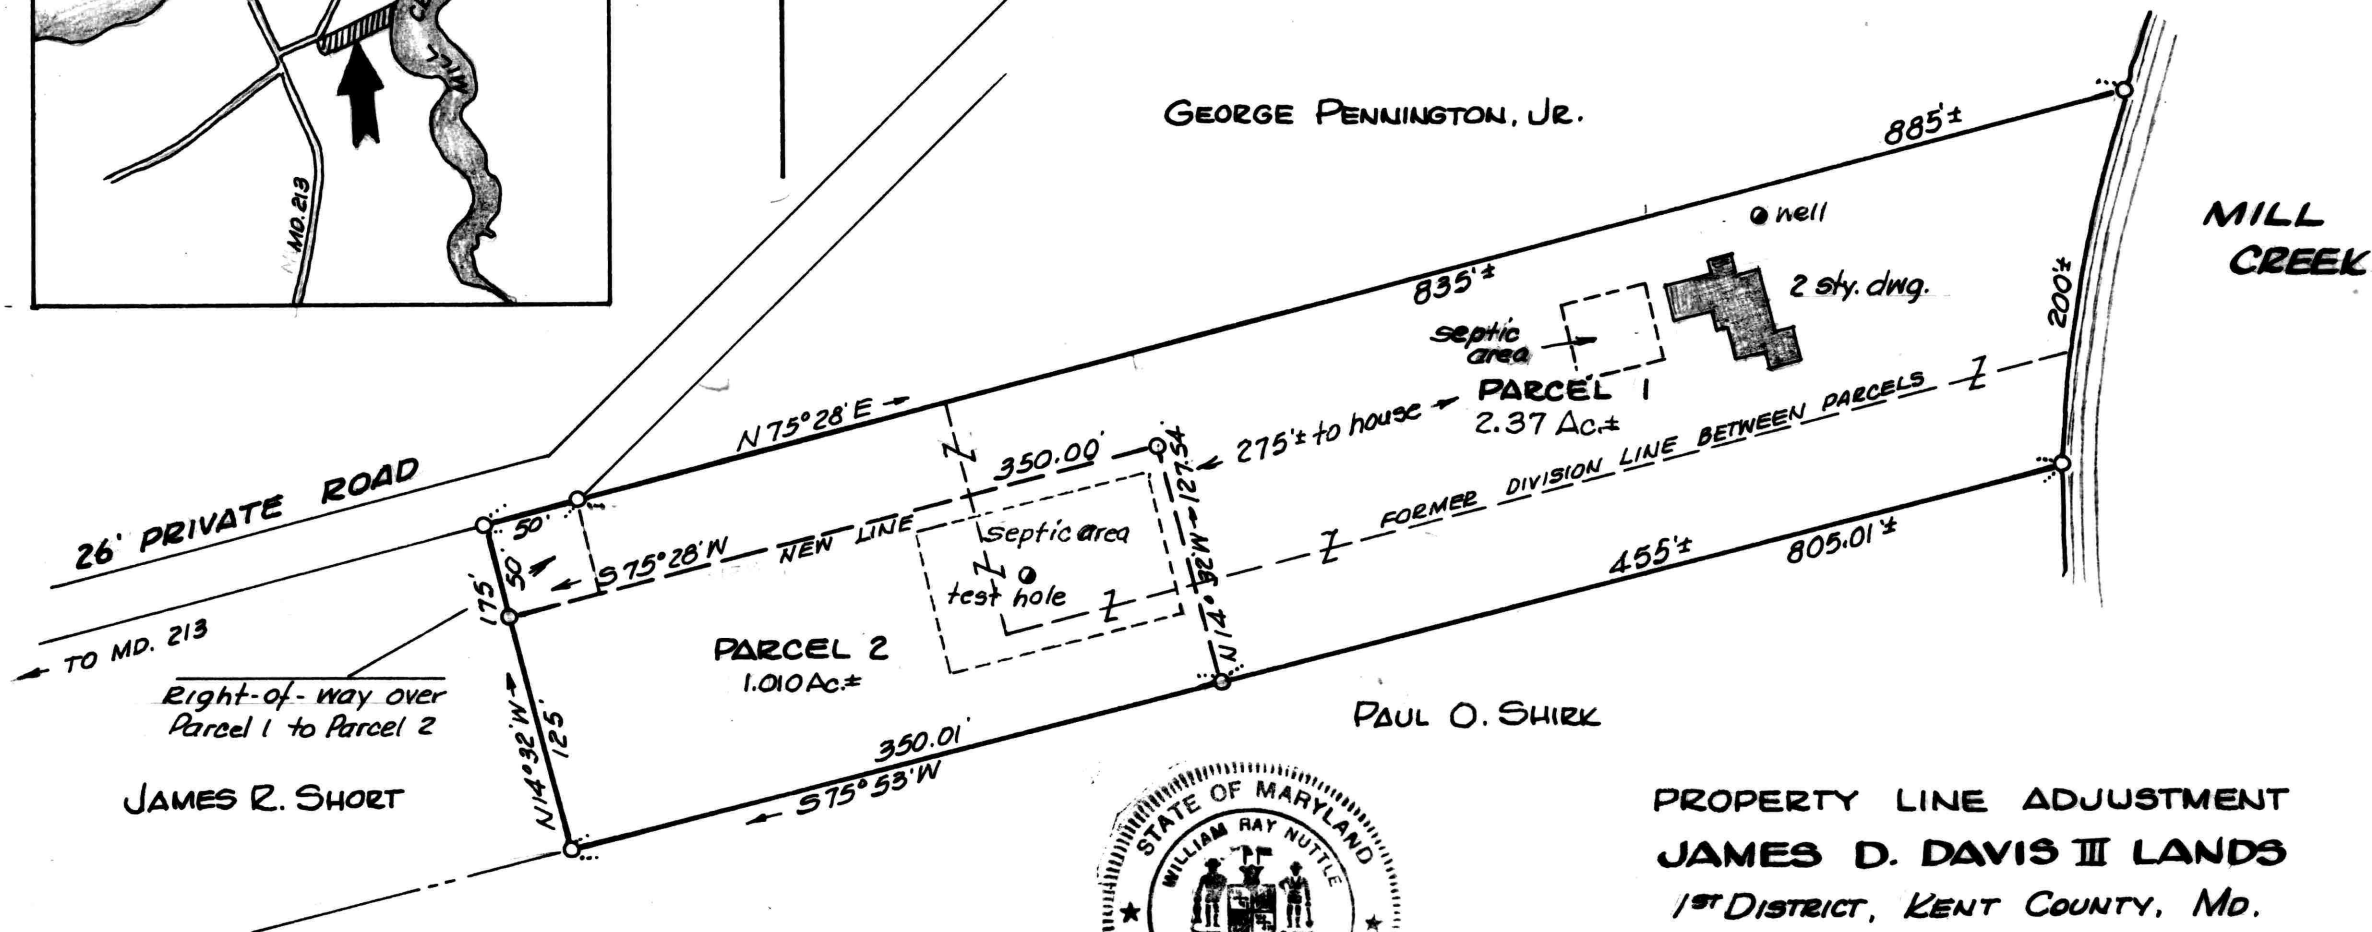 MILL
MD. 213
GEORGE PENNINGTON, JR.
885'±
well
MILL
CREEK
200'±
835'±
2 sty. dwg.
septic
area
PARCEL 1
2.37 Ac.±
275'± to house
FORMER DIVISION LINE BETWEEN PARCELS
N 75°28' E
350.00'
127.54
N 14°32' W
26' PRIVATE ROAD
50'
50'
175'
S 75°28' W
NEW LINE
septic area
test hole
455'±
805.01'±
TO MD. 213
PARCEL 2
1.010 Ac.±
Right-of-way over
Parcel 1 to Parcel 2
N 14°32' W
125'
PAUL O. SHIRK
350.01'
S 75°53' W
JAMES R. SHORT
STATE OF MARYLAND
WILLIAM RAY NUTTLE
PROPERTY LINE ADJUSTMENT
JAMES D. DAVIS III LANDS
1ST DISTRICT, KENT COUNTY, MD.